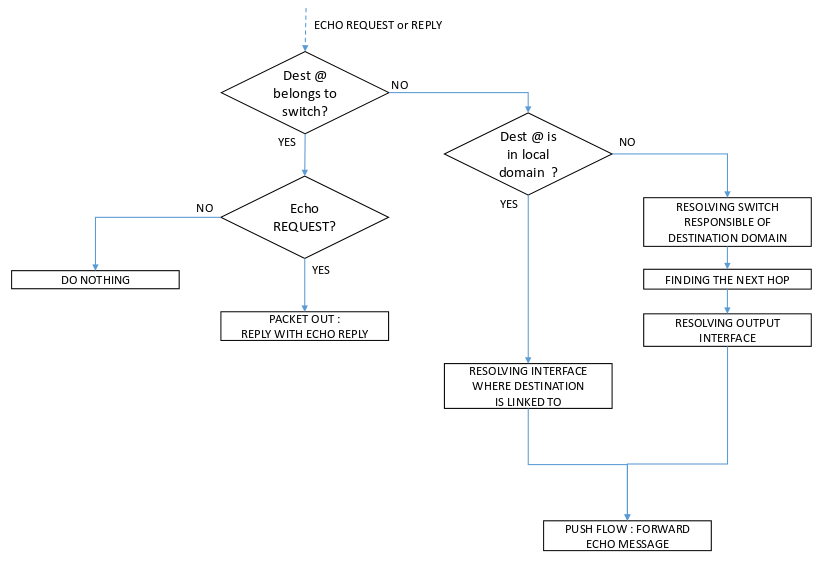 ECHO REQUEST or REPLY
Dest @
belongs to
switch?
NO
YES
Dest @ is
in local
domain  ?
NO
YES
Echo
REQUEST?
NO
YES
RESOLVING SWITCH
RESPONSIBLE OF
DESTINATION DOMAIN
DO NOTHING
FINDING THE NEXT HOP
PACKET OUT :
REPLY WITH ECHO REPLY
RESOLVING OUTPUT
INTERFACE
RESOLVING INTERFACE
WHERE DESTINATION
IS LINKED TO
PUSH FLOW : FORWARD
ECHO MESSAGE